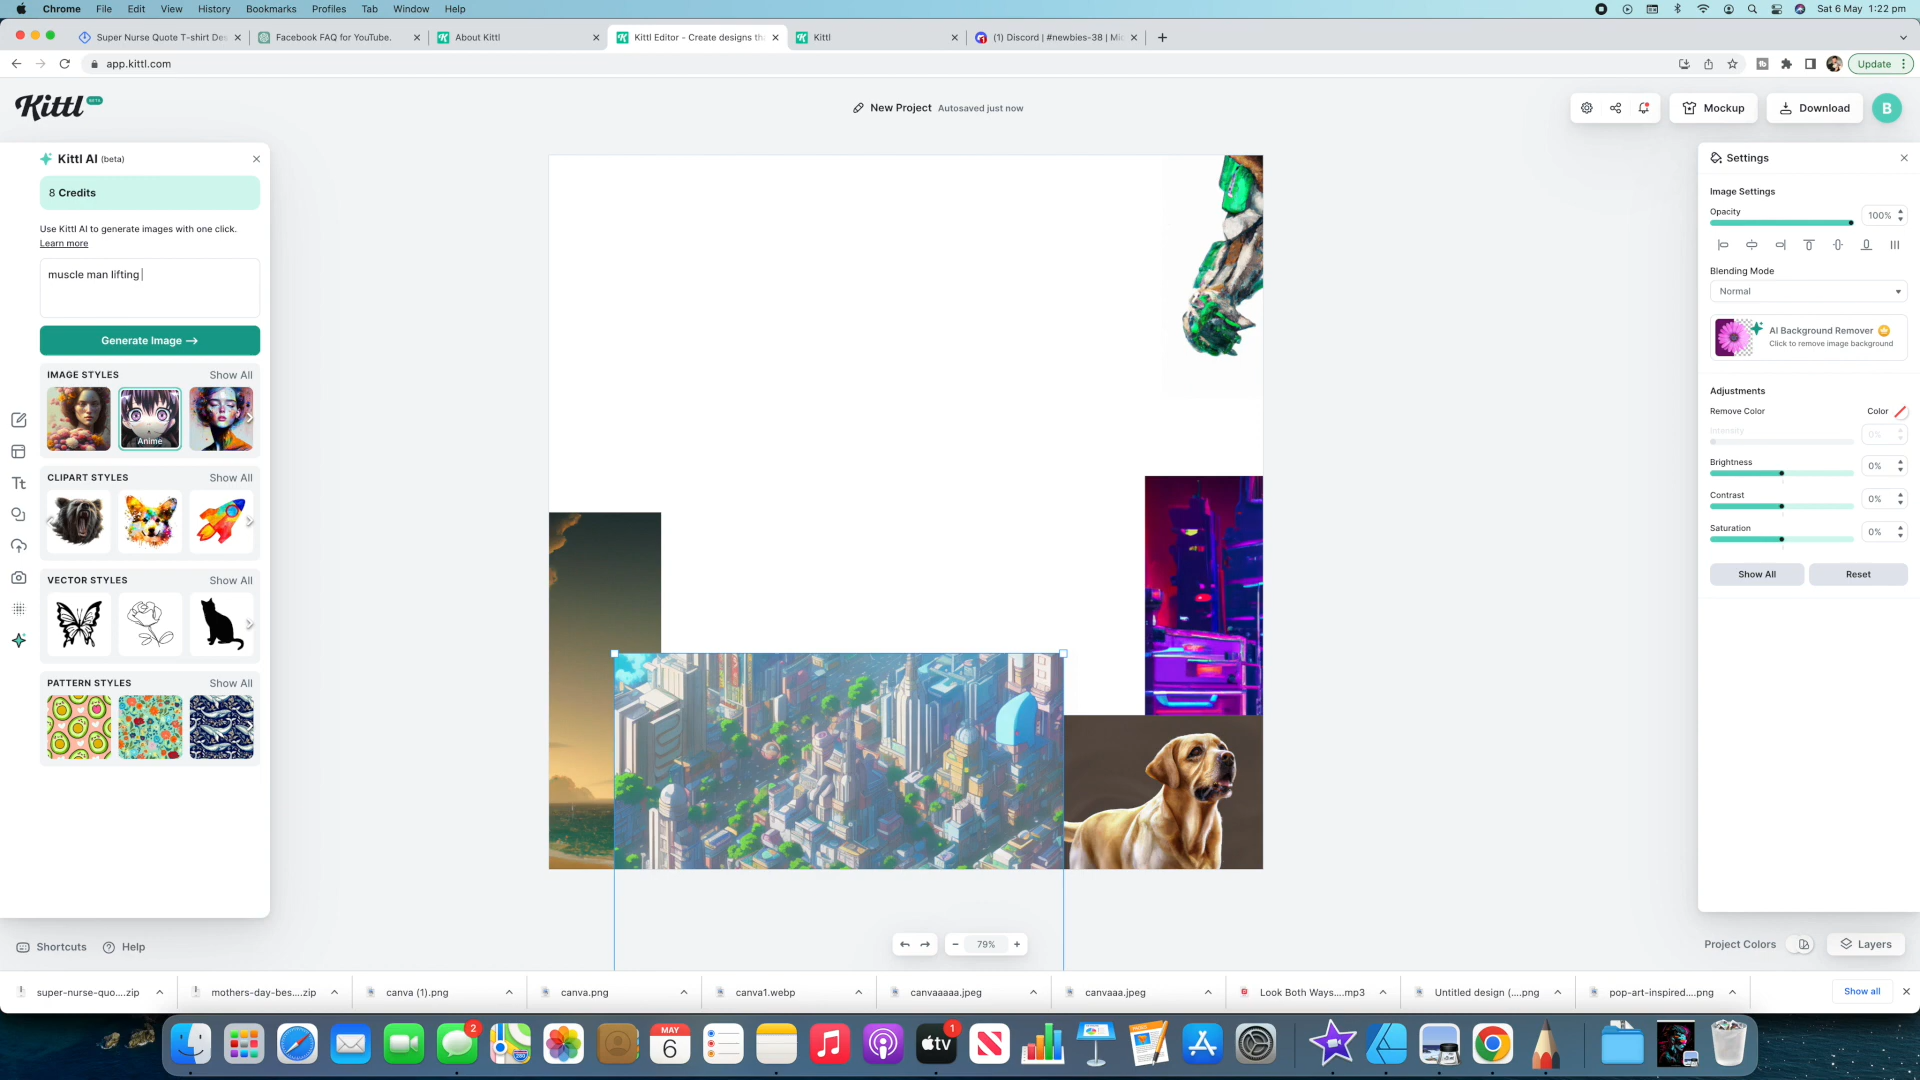 Chrome File Edit View History Bookmarks Profiles Tab Window Help Sat 6 May 1:22 pm
Super Nurse Quote T-shirt Des Facebook FAQ for YouTube. About Kittl Kittl Editor - Create designs th Kittl (1) Discord | #newbies-38 | Mi
app.kittl.com Update
Kittl BETA New Project Autosaved just now Mockup Download B
Kittl AI (beta)
8 Credits
Use Kittl AI to generate images with one click.
Learn more
muscle man lifting
Generate Image →
IMAGE STYLES Show All
Anime
CLIPART STYLES Show All
VECTOR STYLES Show All
PATTERN STYLES Show All
Settings
Image Settings
Opacity
100%
Blending Mode
Normal
AI Background Remover
Click to remove image background
Adjustments
Remove Color Color
Intensity
0%
Brightness
0%
Contrast
0%
Saturation
0%
Show All Reset
Shortcuts Help 79% Project Colors Layers
super-nurse-quo....zip mothers-day-bes....zip canva (1).png canva.png canva1.webp canvaaaaa.jpeg canvaaa.jpeg Look Both Ways....mp3 Untitled design (....png pop-art-inspired....png Show all
2 MAY 6 tv 1